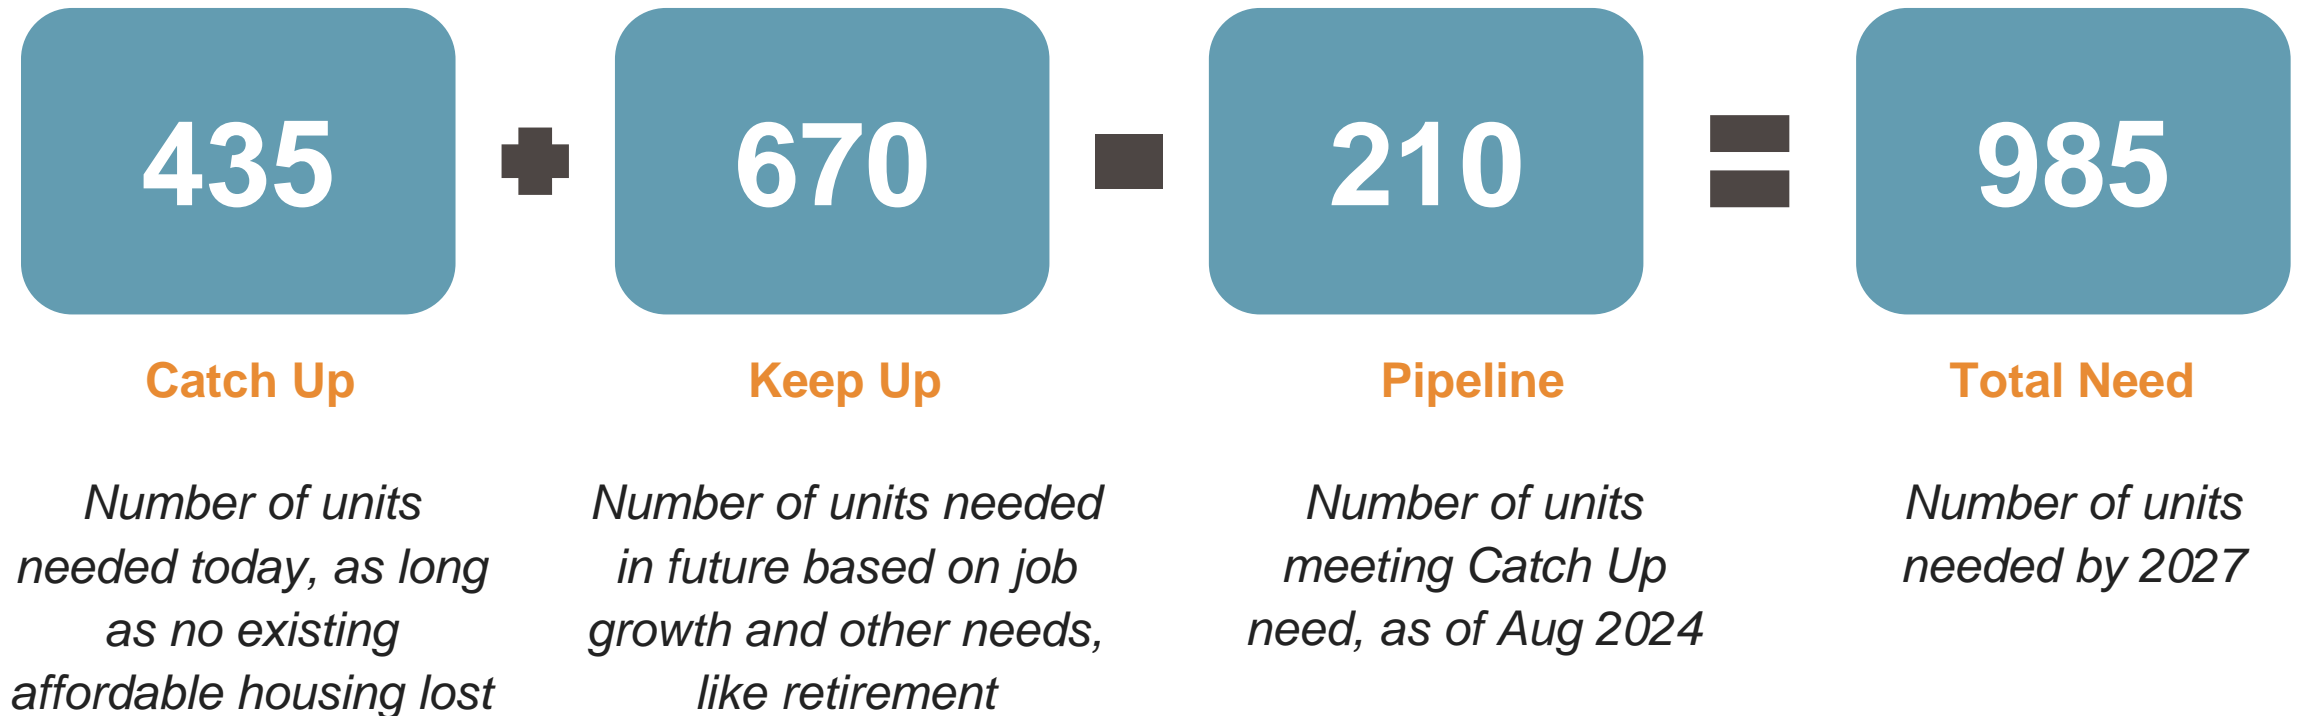 435
670
210
985
Catch Up
Keep Up
Pipeline
Total Need
Number of units
needed today, as long
as no existing
affordable housing lost
Number of units needed
in future based on job
growth and other needs,
like retirement
Number of units
meeting Catch Up
need, as of Aug 2024
Number of units
needed by 2027